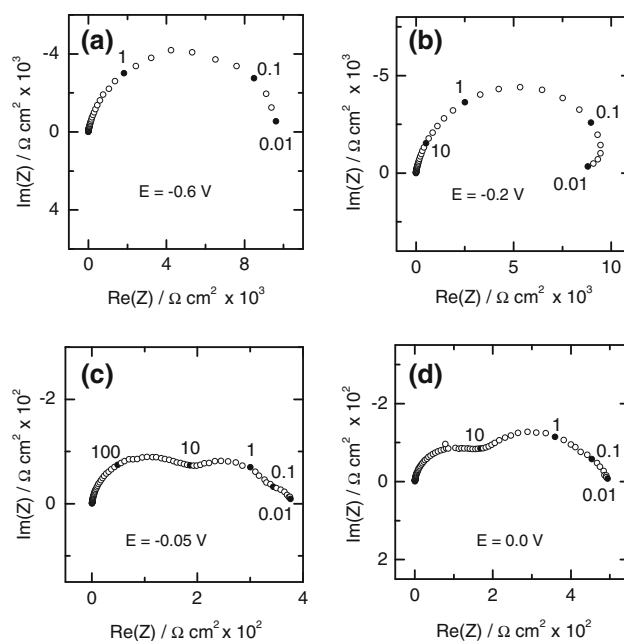 (a)
-4
1
0.1
0
0.01
4
E = -0.6 V
0 4 8
Re(Z) / Ω cm² x 10³
Im(Z) / Ω cm² x 10³
(b)
-5
1
0.1
10
0
0.01
E = -0.2 V
0 5 10
Re(Z) / Ω cm² x 10³
Im(Z) / Ω cm² x 10³
(c)
-2
100 10 1
0.1
0
0.01
E = -0.05 V
0 2 4
Re(Z) / Ω cm² x 10²
Im(Z) / Ω cm² x 10²
(d)
-2
10
1
0.1
0
0.01
2
E = 0.0 V
0 2 4
Re(Z) / Ω cm² x 10²
Im(Z) / Ω cm² x 10²